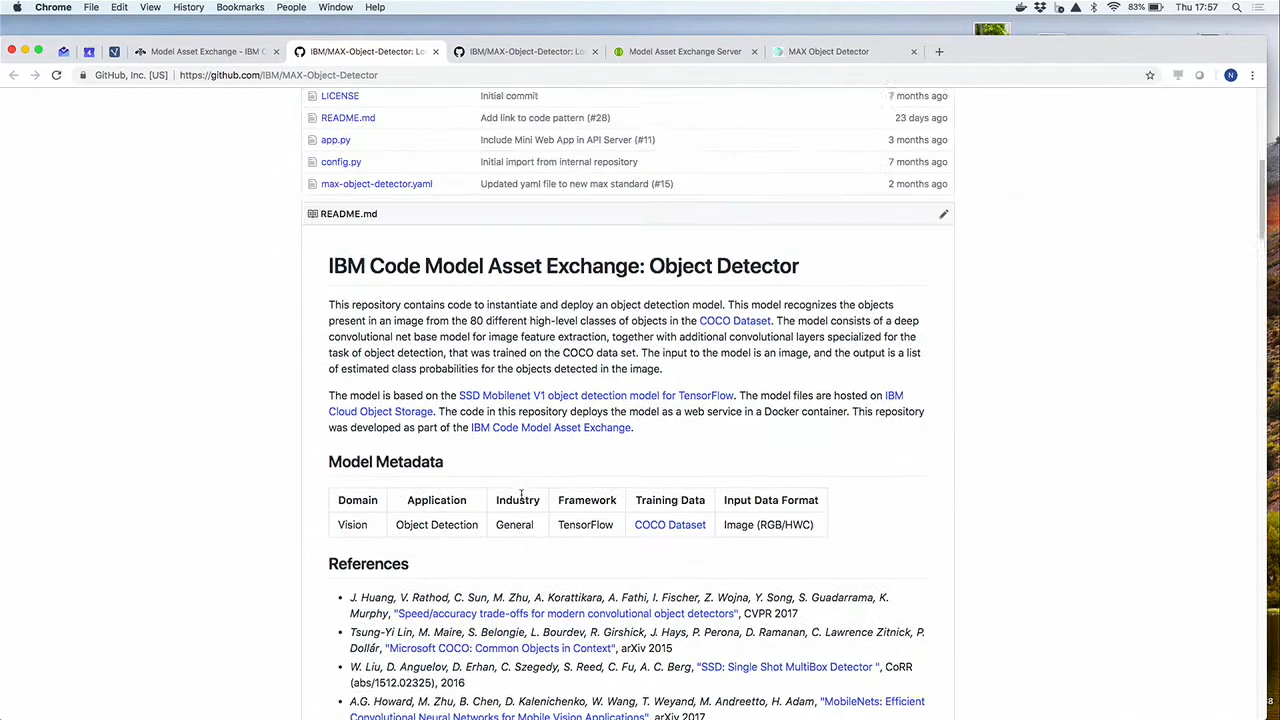 Chrome File Edit View History Bookmarks People Window Help 83% Thu 17:57
Model Asset Exchange - IBM C × IBM/MAX-Object-Detector: Lo × IBM/MAX-Object-Detector: Lo × Model Asset Exchange Server × MAX Object Detector × +
GitHub, Inc. [US] https://github.com/IBM/MAX-Object-Detector N
LICENSE Initial commit 7 months ago
README.md Add link to code pattern (#28) 23 days ago
app.py Include Mini Web App in API Server (#11) 3 months ago
config.py Initial import from internal repository 7 months ago
max-object-detector.yaml Updated yaml file to new max standard (#15) 2 months ago
README.md
IBM Code Model Asset Exchange: Object Detector
This repository contains code to instantiate and deploy an object detection model. This model recognizes the objects
present in an image from the 80 different high-level classes of objects in the COCO Dataset. The model consists of a deep
convolutional net base model for image feature extraction, together with additional convolutional layers specialized for the
task of object detection, that was trained on the COCO data set. The input to the model is an image, and the output is a list
of estimated class probabilities for the objects detected in the image.
The model is based on the SSD Mobilenet V1 object detection model for TensorFlow. The model files are hosted on IBM
Cloud Object Storage. The code in this repository deploys the model as a web service in a Docker container. This repository
was developed as part of the IBM Code Model Asset Exchange.
Model Metadata
Domain Application Industry Framework Training Data Input Data Format
Vision Object Detection General TensorFlow COCO Dataset Image (RGB/HWC)
References
• J. Huang, V. Rathod, C. Sun, M. Zhu, A. Korattikara, A. Fathi, I. Fischer, Z. Wojna, Y. Song, S. Guadarrama, K.
Murphy, "Speed/accuracy trade-offs for modern convolutional object detectors", CVPR 2017
• Tsung-Yi Lin, M. Maire, S. Belongie, L. Bourdev, R. Girshick, J. Hays, P. Perona, D. Ramanan, C. Lawrence Zitnick, P.
Dollár, "Microsoft COCO: Common Objects in Context", arXiv 2015
• W. Liu, D. Anguelov, D. Erhan, C. Szegedy, S. Reed, C. Fu, A. C. Berg, "SSD: Single Shot MultiBox Detector ", CoRR
(abs/1512.02325), 2016
• A.G. Howard, M. Zhu, B. Chen, D. Kalenichenko, W. Wang, T. Weyand, M. Andreetto, H. Adam, "MobileNets: Efficient
Convolutional Neural Networks for Mobile Vision Applications", arXiv 2017
8